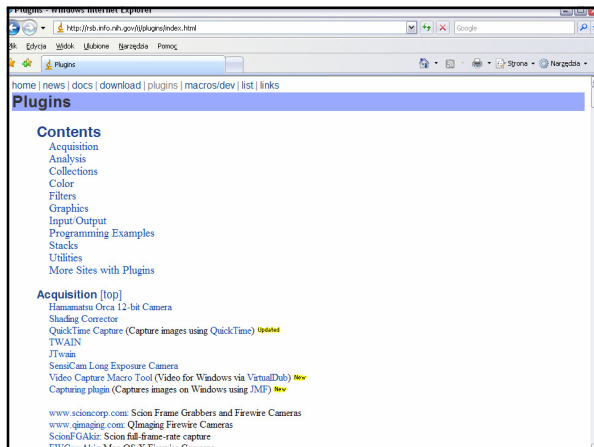 Plugins - Windows Internet Explorer
http://rsb.info.nih.gov/ij/plugins/index.html
Google
Plik Edycja Widok Ulubione Narzędzia Pomoc
Plugins
Strona
Narzędzia
home | news | docs | download | plugins | macros/dev | list | links
Plugins
Contents
Acquisition
Analysis
Collections
Color
Filters
Graphics
Input/Output
Programming Examples
Stacks
Utilities
More Sites with Plugins
Acquisition [top]
Hamamatsu Orca 12-bit Camera
Shading Corrector
QuickTime Capture (Capture images using QuickTime) Updated
TWAIN
JTwain
SensiCam Long Exposure Camera
Video Capture Macro Tool (Video for Windows via VirtualDub) New
Capturing plugin (Captures images on Windows using JMF) New
www.scioncorp.com: Scion Frame Grabbers and Firewire Cameras
www.qimaging.com: QImaging Firewire Cameras
ScionFGAkiz: Scion full-frame-rate capture